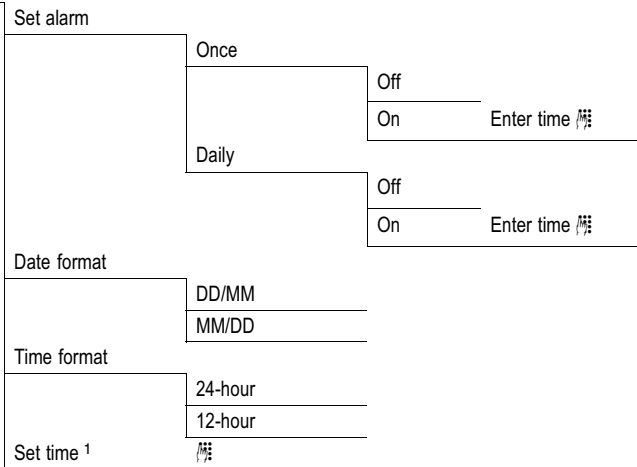 Set alarm
Once
Off
On Enter time
Daily
Off
On Enter time
Date format
DD/MM
MM/DD
Time format
24-hour
12-hour
Set time 1